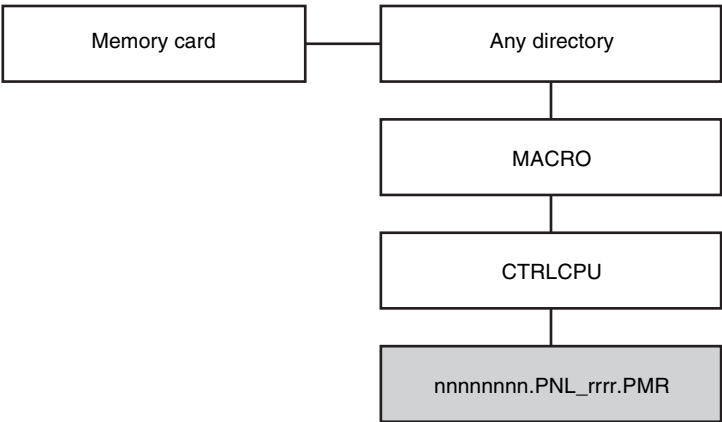 Memory card
Any directory
MACRO
CTRLCPU
nnnnnnnn.PNL_rrrr.PMR